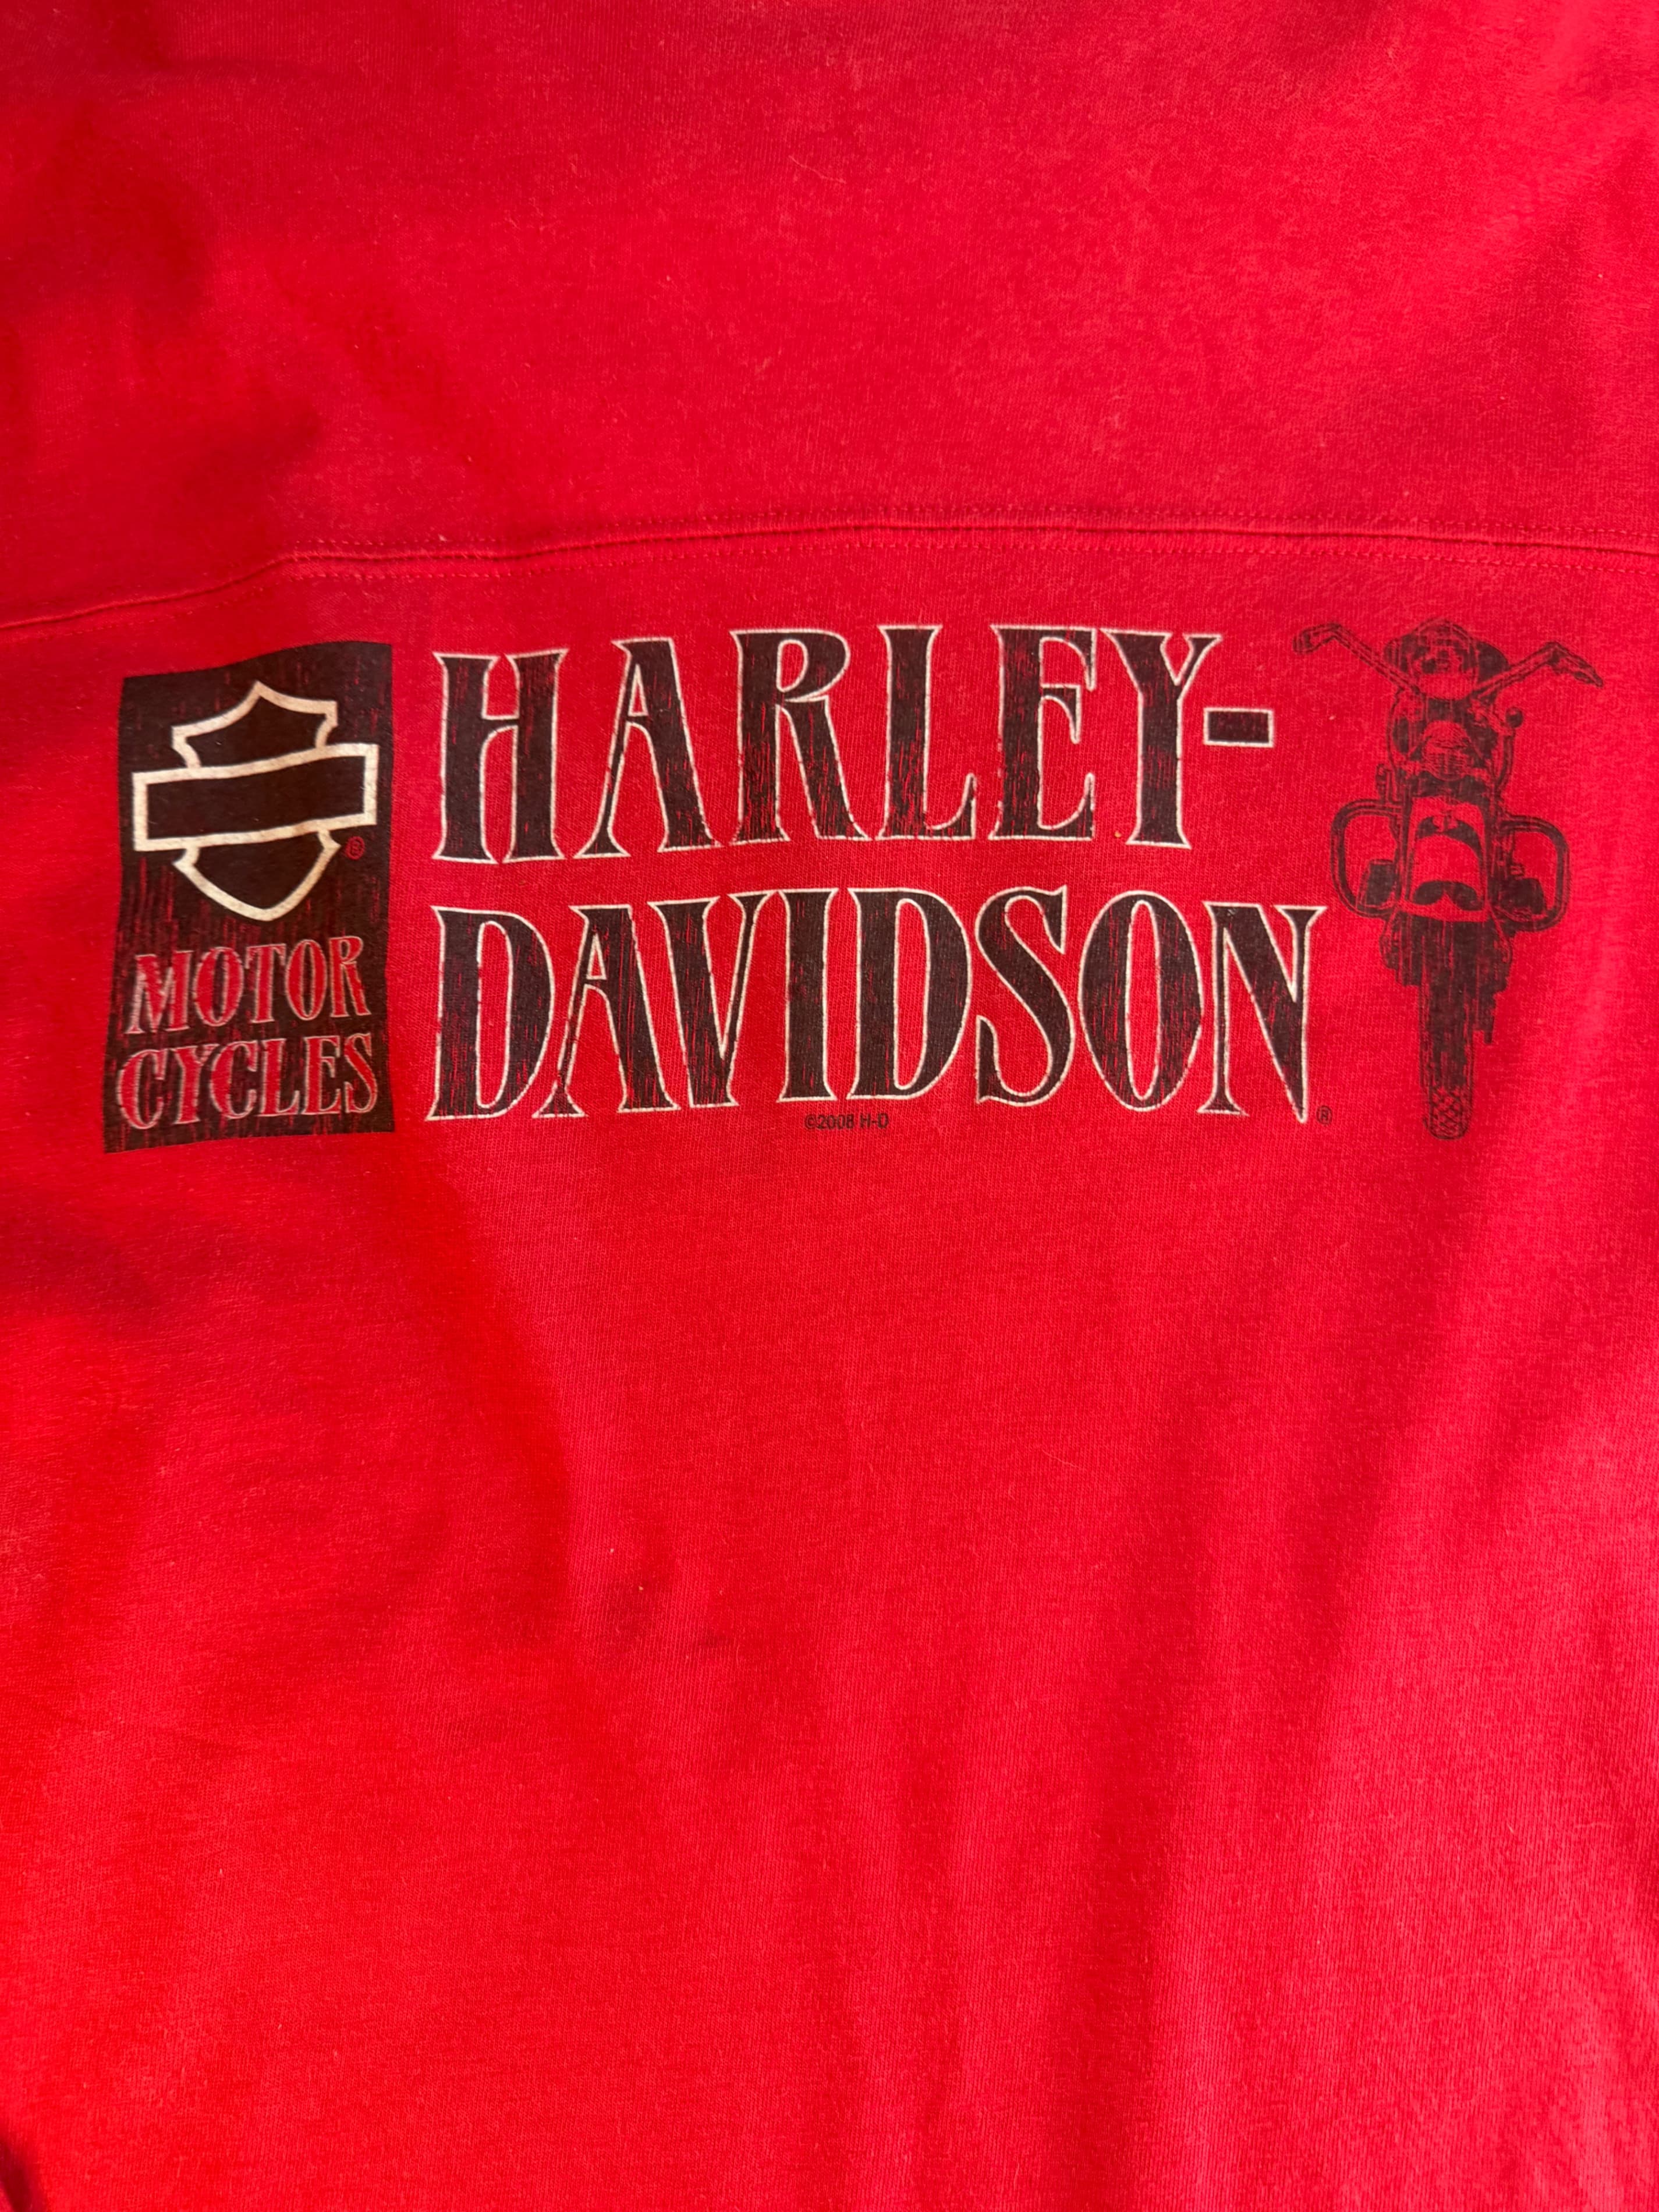 HARLEY-
DAVIDSON®
©2008 H-D
®
MOTOR
CYCLES